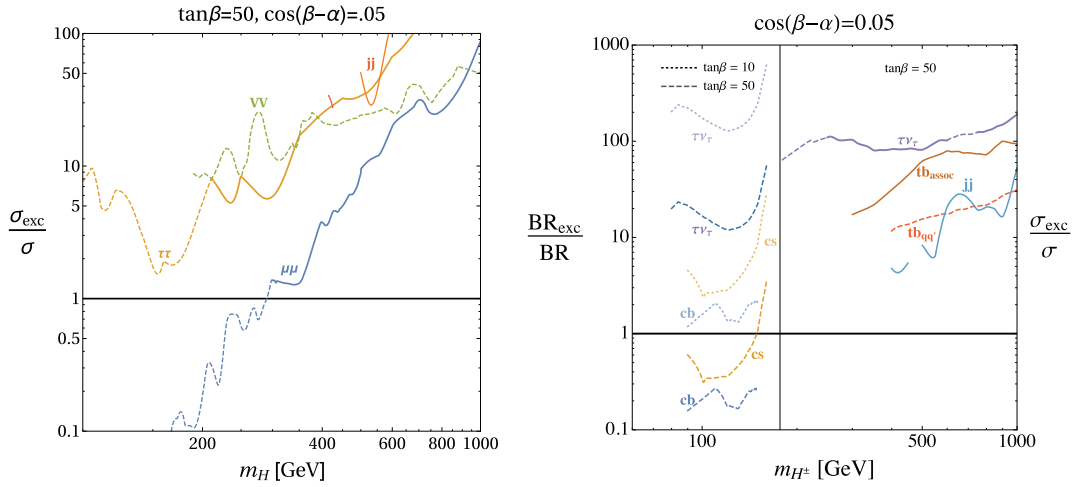 tanβ=50, cos(β−α)=.05
100
50
10
5
1
0.5
0.1
σexc
σ
ττ
VV
jj
μμ
200
400
600
800
1000
mH [GeV]
cos(β−α)=0.05
1000
100
10
1
0.1
BRexc
BR
tanβ = 10
tanβ = 50
tanβ = 50
τντ
τντ
cs
cb
cs
cb
τντ
tbassoc
jj
tbqq'
σexc
σ
100
500
1000
mH± [GeV]